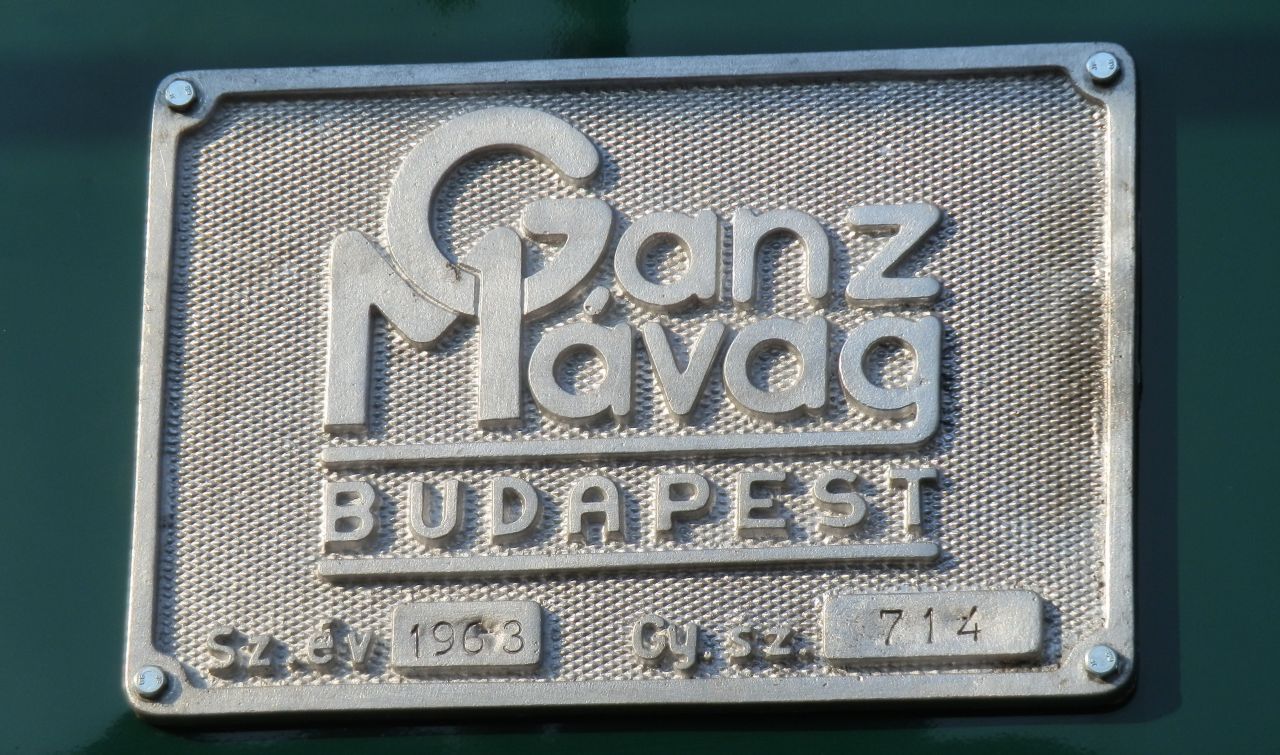 Ganz
Mávag
BUDAPEST
Sz.év 1963 Gy.sz. 714